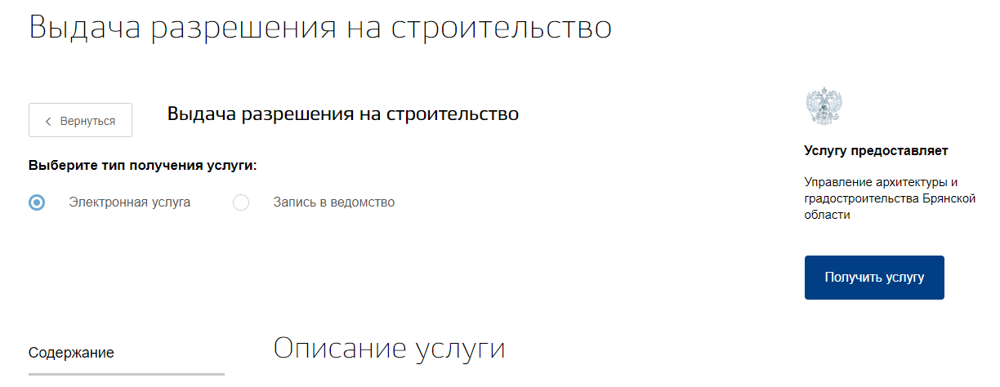 Выдача разрешения на строительство
Вернуться
Выдача разрешения на строительство
Выберите тип получения услуги:
Электронная услуга
Запись в ведомство
Услугу предоставляет
Управление архитектуры и
градостроительства Брянской
области
Получить услугу
Содержание
Описание услуги